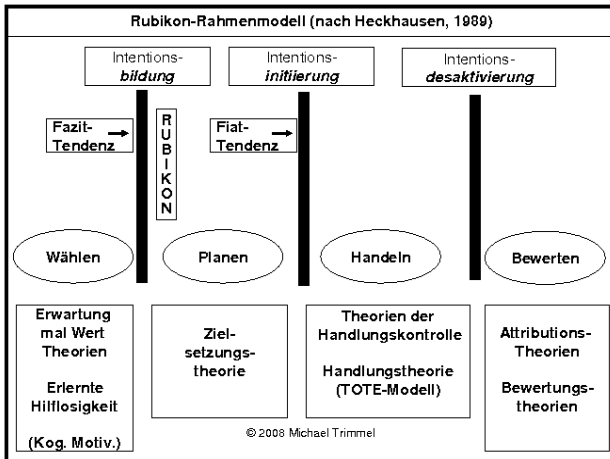 Rubikon-Rahmenmodell (nach Heckhausen, 1989)
Intentions-
bildung
Intentions-
initiierung
Intentions-
desaktivierung
Fazit-
Tendenz
RUBIKON
Fiat-
Tendenz
Wählen
Planen
Handeln
Bewerten
Erwartung
mal Wert
Theorien
Erlernte
Hilflosigkeit
(Kog. Motiv.)
Ziel-
setzungs-
theorie
Theorien der
Handlungskontrolle
Handlungstheorie
(TOTE-Modell)
Attributions-
Theorien
Bewertungs-
theorien
© 2008 Michael Trimmel